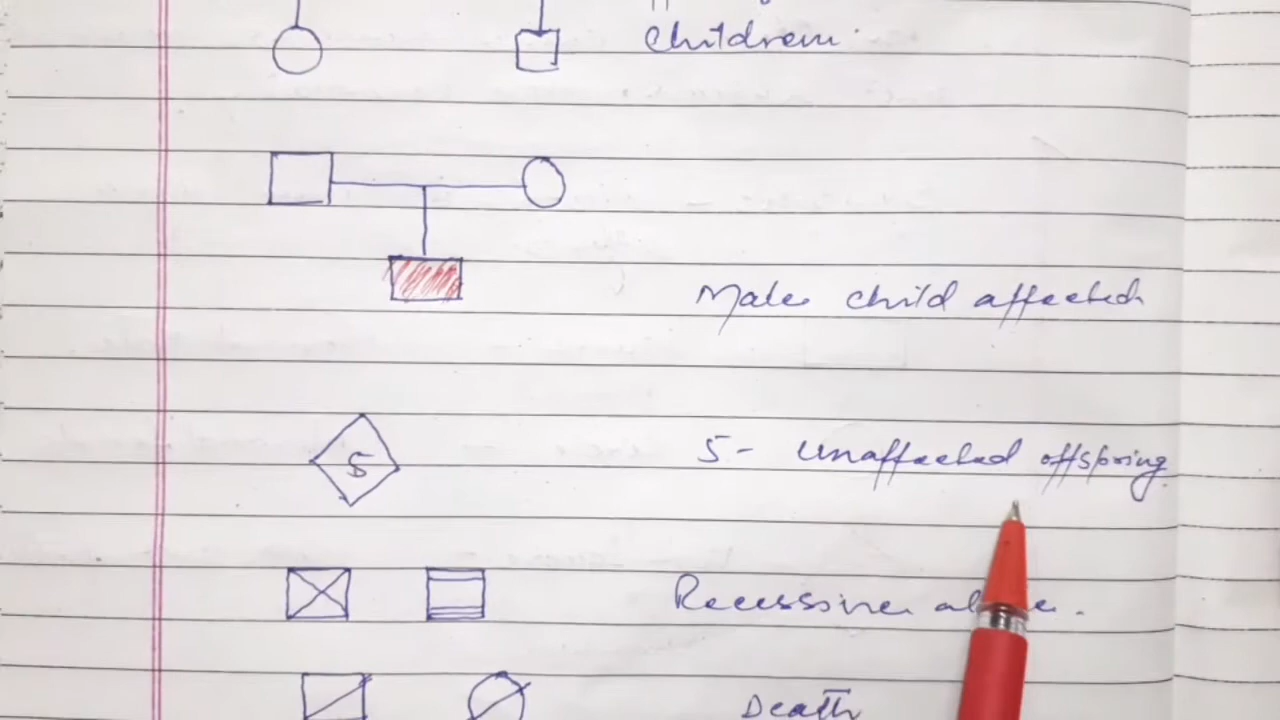 Children.
Male child affected
5
5 - Unaffected offspring
Recessive
Death